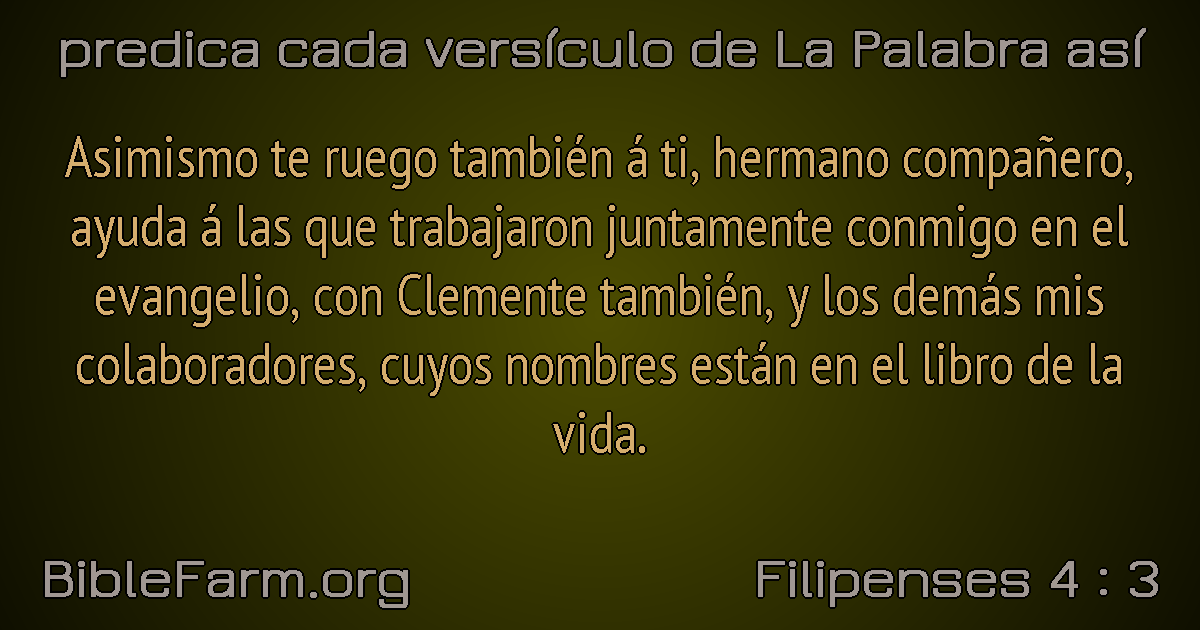 predica cada versículo de La Palabra así
Asimismo te ruego también á ti, hermano compañero,
ayuda á las que trabajaron juntamente conmigo en el
evangelio, con Clemente también, y los demás mis
colaboradores, cuyos nombres están en el libro de la
vida.
BibleFarm.org
Filipenses 4 : 3